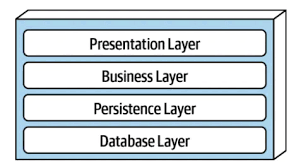 Presentation Layer
Business Layer
Persistence Layer
Database Layer